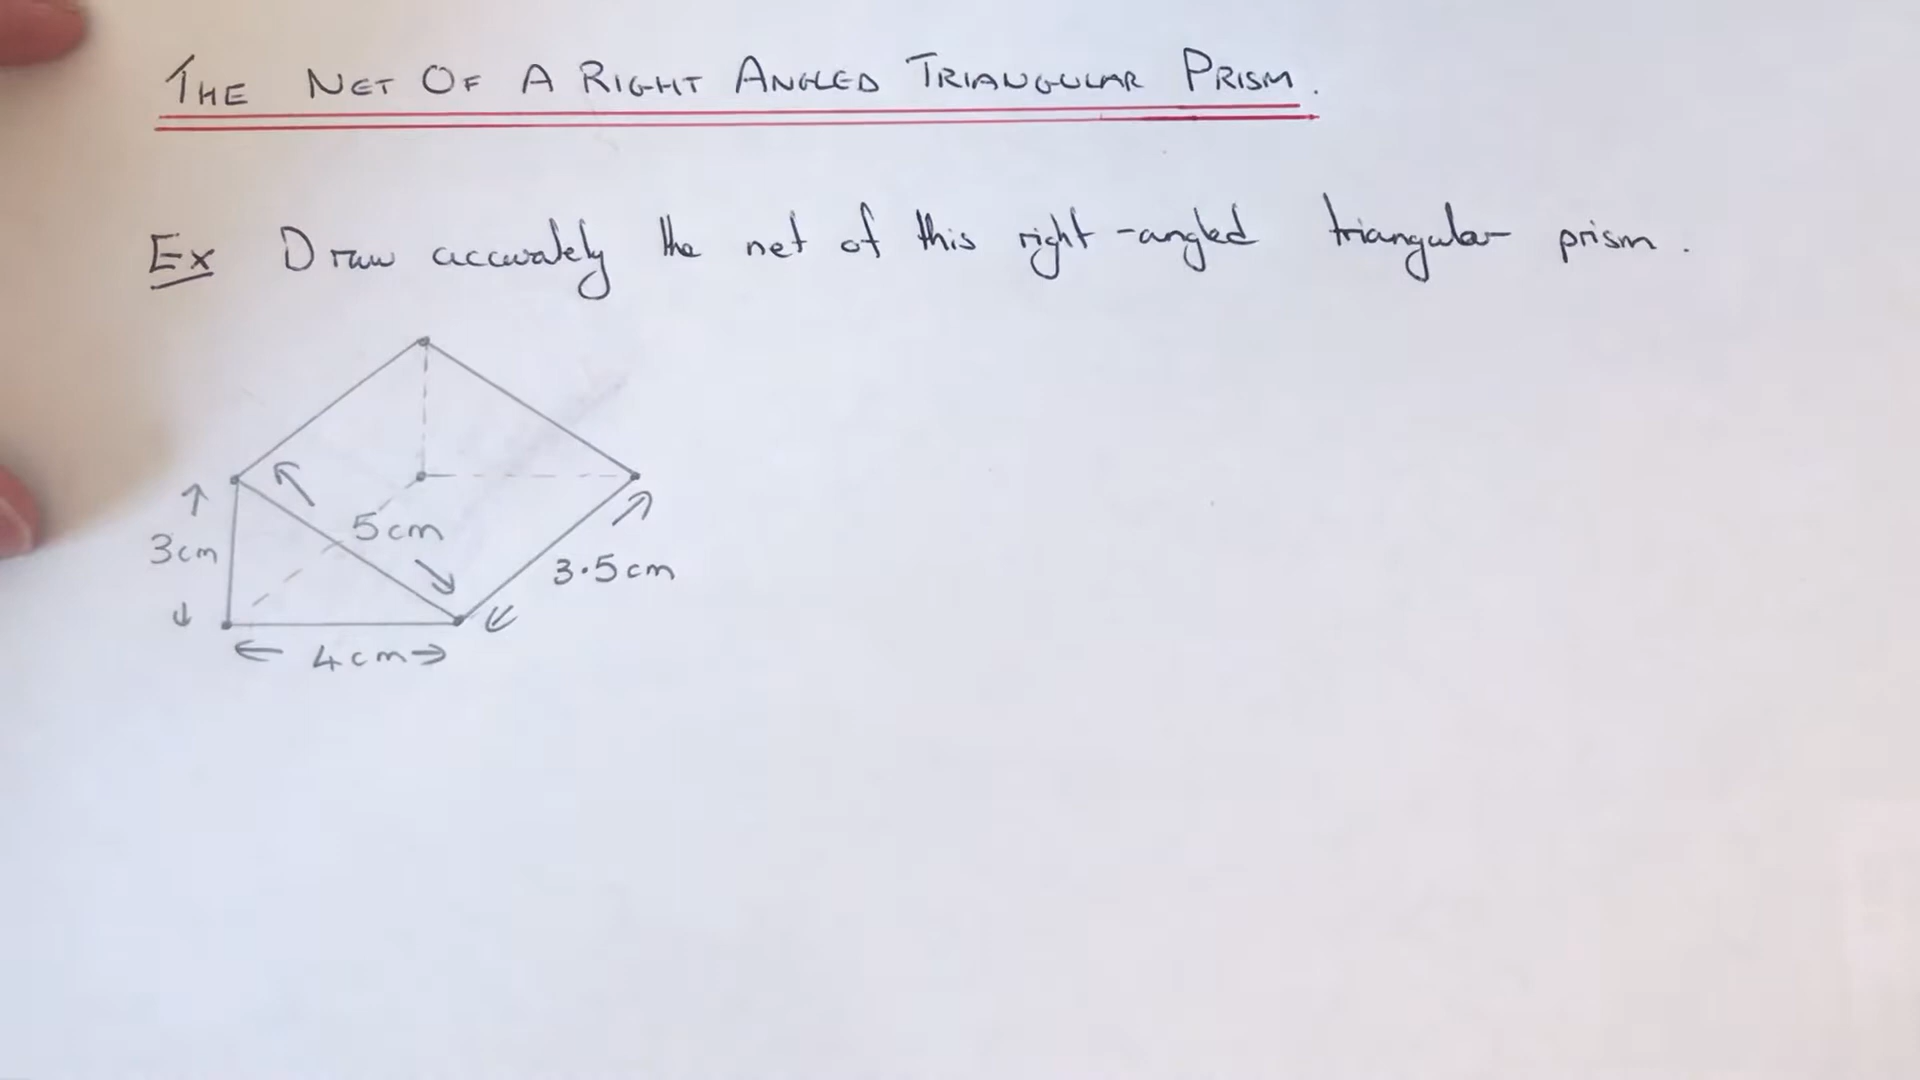 THE NET OF A RIGHT ANGLED TRIANGULAR PRISM.
Ex Draw accurately the net of this right-angled triangular prism.
5cm
3cm
3.5cm
4cm